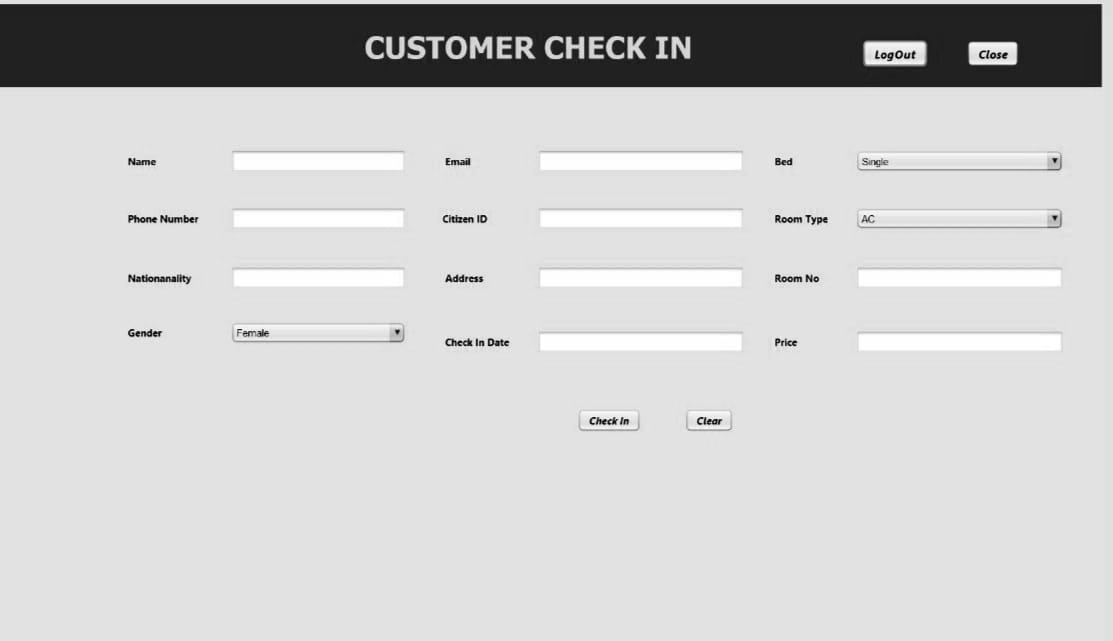 CUSTOMER CHECK IN LogOut Close
Name Email Bed Single
Phone Number Citizen ID Room Type AC
Nationanality Address Room No
Gender Female
Check In Date Price
Check In Clear